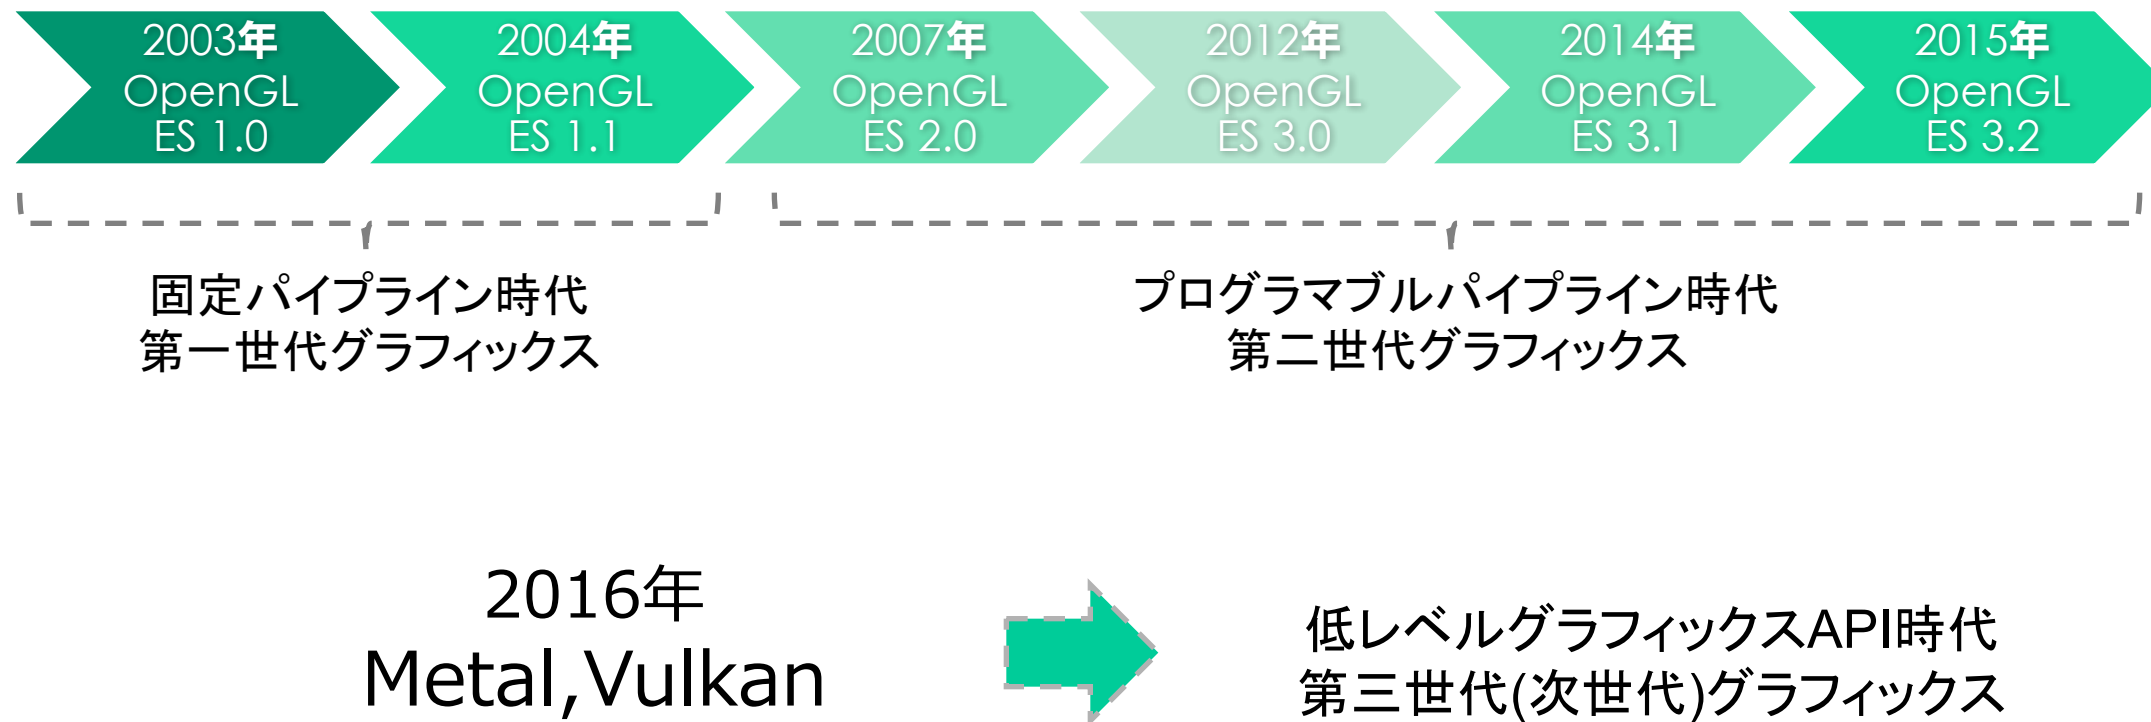 2003年
OpenGL
ES 1.0
2004年
OpenGL
ES 1.1
2007年
OpenGL
ES 2.0
2012年
OpenGL
ES 3.0
2014年
OpenGL
ES 3.1
2015年
OpenGL
ES 3.2
固定パイプライン時代
第一世代グラフィックス
プログラマブルパイプライン時代
第二世代グラフィックス
2016年
Metal,Vulkan
低レベルグラフィックスAPI時代
第三世代(次世代)グラフィックス